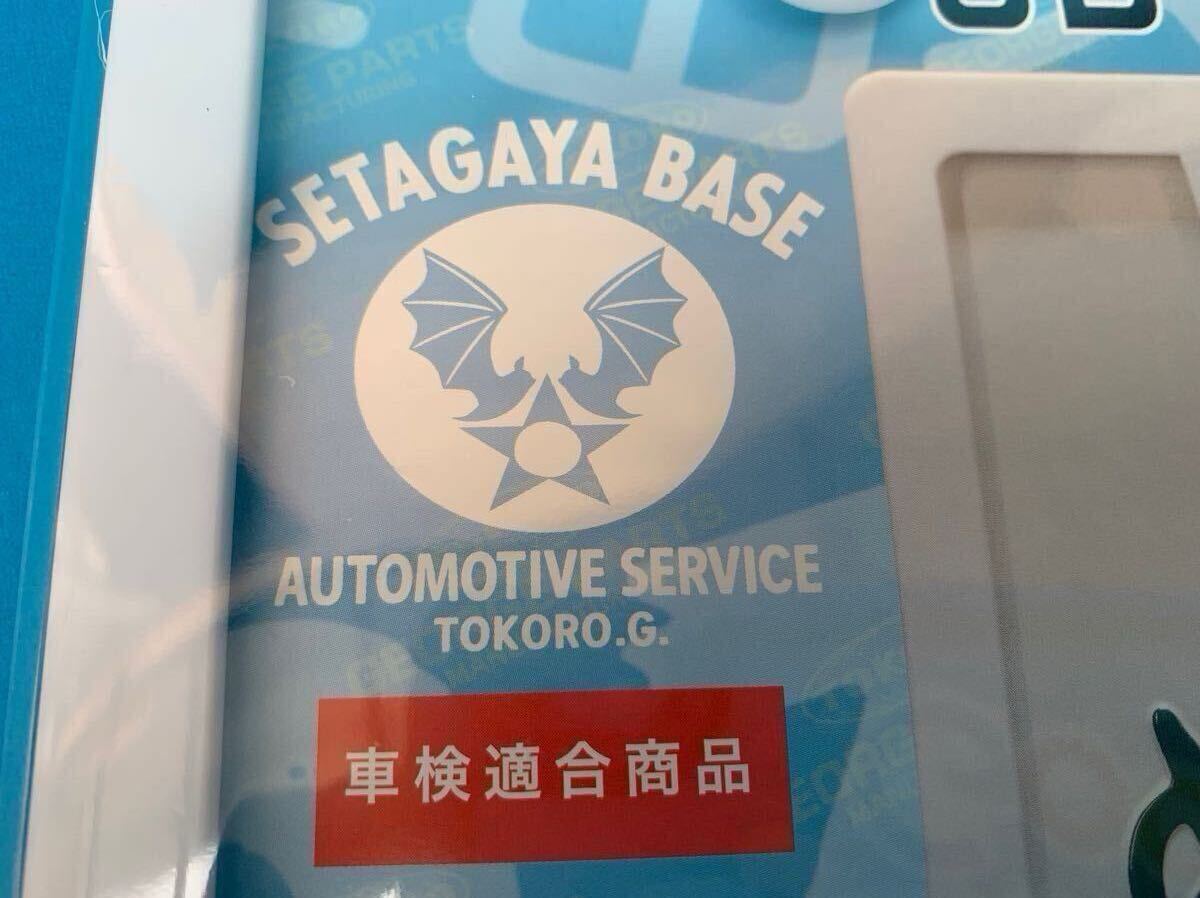 SETAGAYA BASE
AUTOMOTIVE SERVICE
TOKORO.G.
車検適合商品